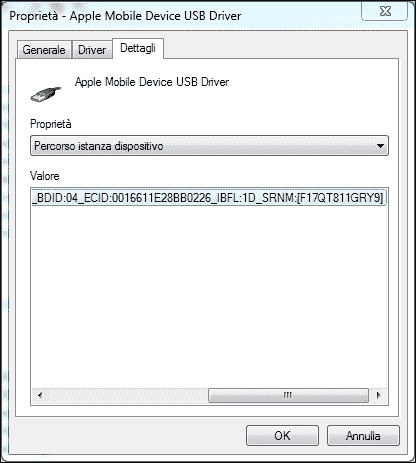 Proprietà - Apple Mobile Device USB Driver
Generale Driver Dettagli
Apple Mobile Device USB Driver
Proprietà
Percorso istanza dispositivo
Valore
_BDID:04_ECID:0016611E28BB0226_IBFL:1D_SRNM:[F17QT811GRY9]
OK Annulla